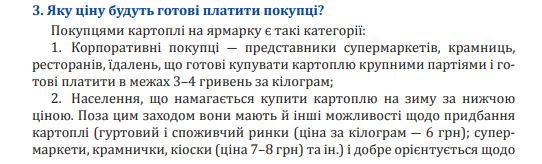 3. Яку ціну будуть готові платити покупці?
Покупцями картоплі на ярмарку є такі категорії:
1. Корпоративні покупці — представники супермаркетів, крамниць,
ресторанів, їдалень, що готові купувати картоплю крупними партіями і го-
тові платити в межах 3–4 гривень за кілограм;
2. Населення, що намагається купити картоплю на зиму за нижчою
ціною. Поза цим заходом вони мають й інші можливості щодо придбання
картоплі (гуртовий і споживчий ринки (ціна за кілограм — 6 грн); супер-
маркети, крамнички, кіоски (ціна 7–8 грн) та ін.) і добре орієнтується щодо